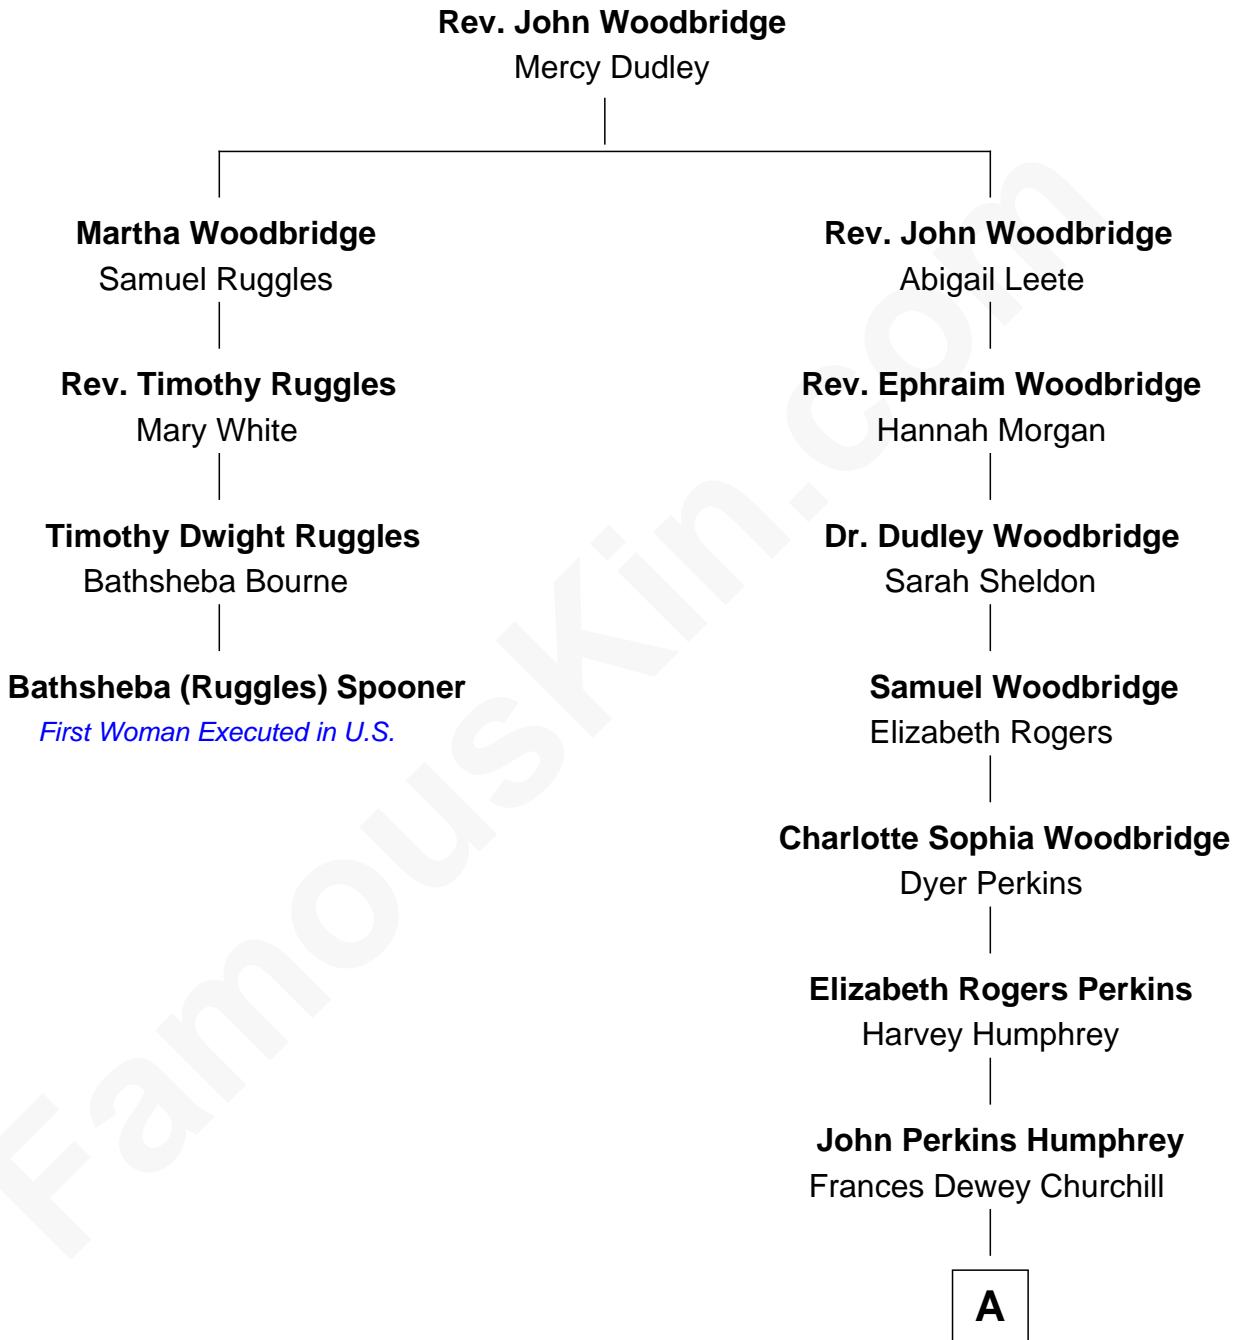 Rev. John Woodbridge
Mercy Dudley
Martha Woodbridge
Samuel Ruggles
Rev. John Woodbridge
Abigail Leete
Rev. Timothy Ruggles
Mary White
Rev. Ephraim Woodbridge
Hannah Morgan
Timothy Dwight Ruggles
Bathsheba Bourne
Dr. Dudley Woodbridge
Sarah Sheldon
Bathsheba (Ruggles) Spooner
First Woman Executed in U.S.
Samuel Woodbridge
Elizabeth Rogers
Charlotte Sophia Woodbridge
Dyer Perkins
Elizabeth Rogers Perkins
Harvey Humphrey
John Perkins Humphrey
Frances Dewey Churchill
A
FamousKin.com